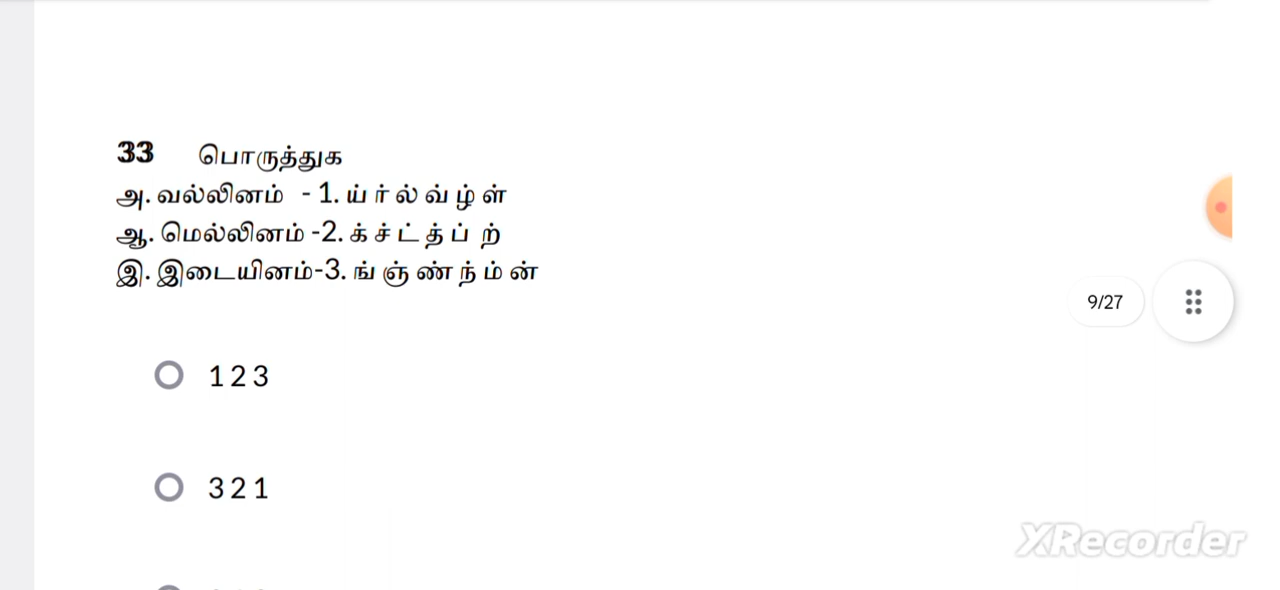 33 பொருத்துக
அ. வல்லினம் - 1. ய் ர் ல் வ் ழ் ள்
ஆ. மெல்லினம் -2. க் ச் ட் த் ப் ற்
இ. இடையினம்-3. ங் ஞ் ண் ந் ம் ன்
9/27
1 2 3
3 2 1
XRecorder